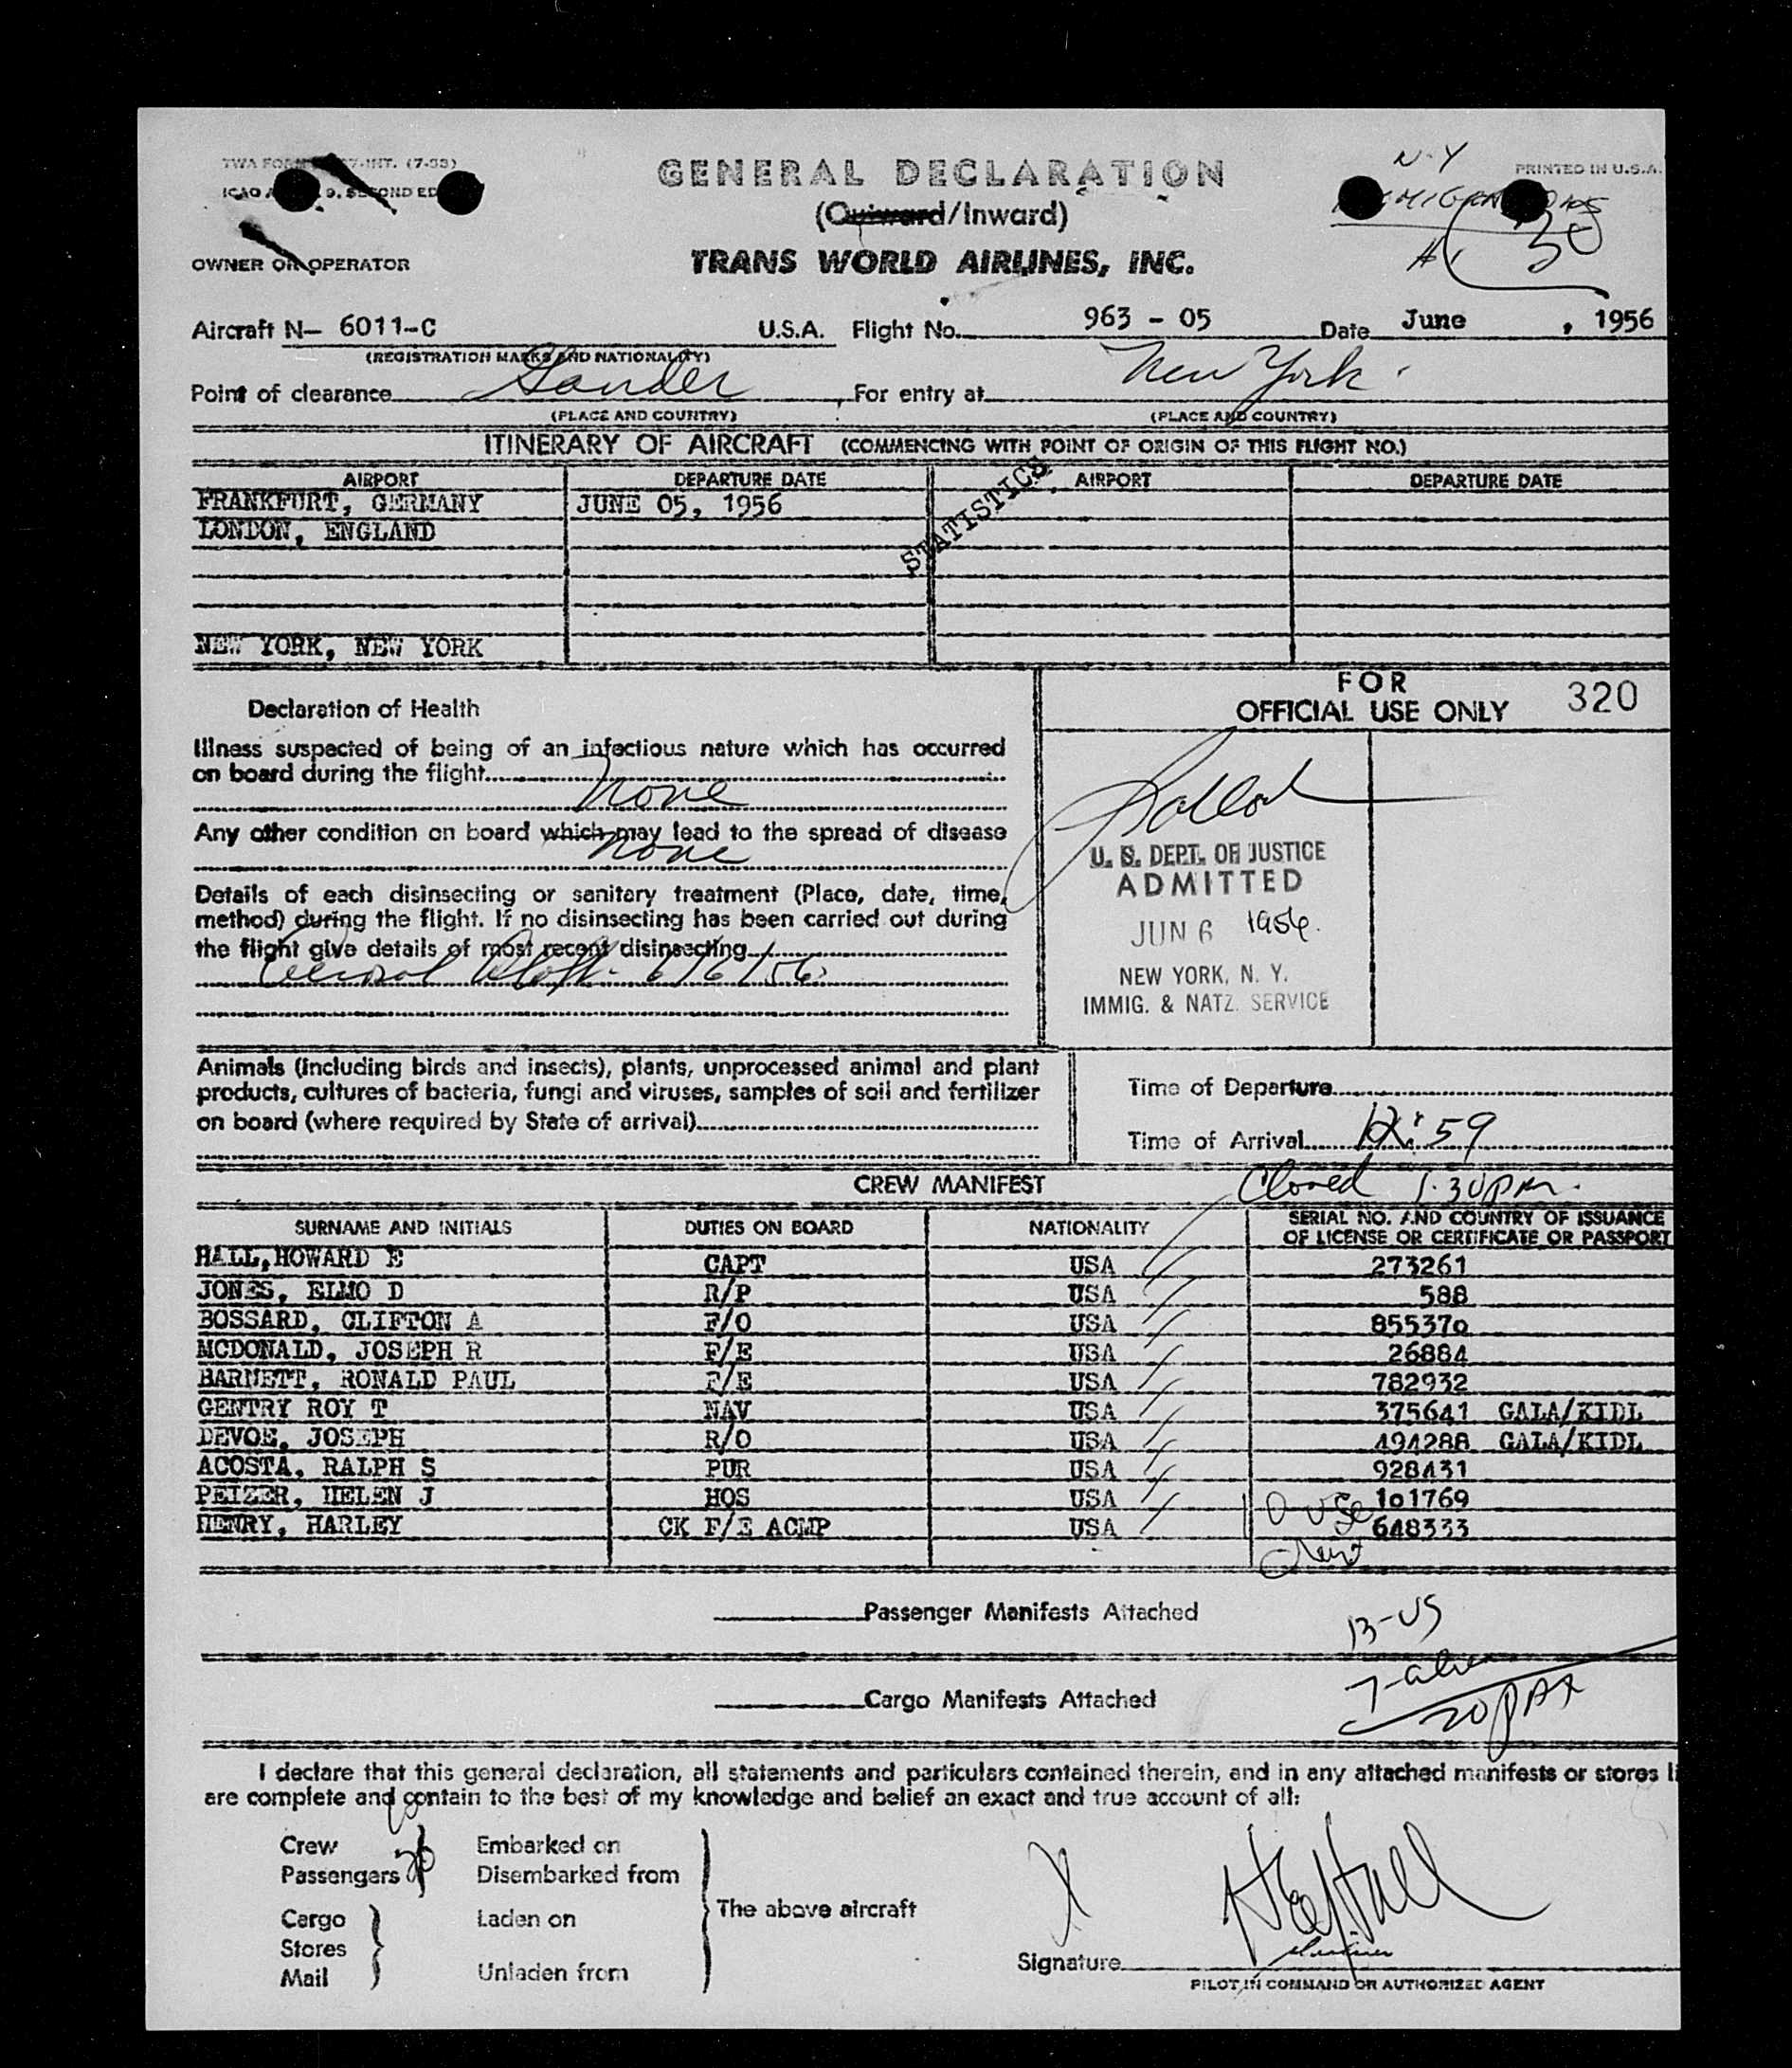 GENERAL DECLARATION
N-Y
PRINTED IN U.S.A.
(Outward/Inward)
30
OWNER OR OPERATOR
TRANS WORLD AIRLINES, INC.
Aircraft N- 6011-C U.S.A. Flight No. 963 - 05 Date June , 1956
(REGISTRATION MARKS AND NATIONALITY)
Point of clearance Gander , For entry at New York
(PLACE AND COUNTRY) (PLACE AND COUNTRY)
ITINERARY OF AIRCRAFT (COMMENCING WITH POINT OF ORIGIN OF THIS FLIGHT NO.)
AIRPORT DEPARTURE DATE AIRPORT DEPARTURE DATE
FRANKFURT, GERMANY JUNE 05, 1956
STATISTICS
LONDON, ENGLAND
NEW YORK, NEW YORK
FOR
OFFICIAL USE ONLY 320
Declaration of Health
Illness suspected of being of an infectious nature which has occurred
on board during the flight
None
Any other condition on board which may lead to the spread of disease
none
Details of each disinsecting or sanitary treatment (Place, date, time,
method) during the flight. If no disinsecting has been carried out during
the flight give details of most recent disinsecting
6/6/56
U. S. DEPT. OF JUSTICE
ADMITTED
JUN 6 1956.
NEW YORK, N. Y.
IMMIG. & NATZ. SERVICE
Animals (including birds and insects), plants, unprocessed animal and plant
products, cultures of bacteria, fungi and viruses, samples of soil and fertilizer
on board (where required by State of arrival)
Time of Departure
Time of Arrival 12:59
CREW MANIFEST Closed 1:30 pm.
SURNAME AND INITIALS DUTIES ON BOARD NATIONALITY SERIAL NO. AND COUNTRY OF ISSUANCE
OF LICENSE OR CERTIFICATE OR PASSPORT
HALL, HOWARD E CAPT USA 273261
JONES, ELMO D R/P USA 588
BOSSARD, CLIFTON A F/O USA 855370
MCDONALD, JOSEPH R F/E USA 26884
BARNETT, RONALD PAUL F/E USA 782932
GENTRY ROY T NAV USA 375641 GALA/KIDL
DEVOE, JOSEPH R/O USA 494288 GALA/KIDL
ACOSTA, RALPH S PUR USA 928431
PEIZER, HELEN J HOS USA 101769
HENRY, HARLEY CK F/E ACMP USA 648333
Passenger Manifests Attached
13-US
7-alien
Cargo Manifests Attached
20 PAX
I declare that this general declaration, all statements and particulars contained therein, and in any attached manifests or stores li
are complete and contain to the best of my knowledge and belief an exact and true account of all:
Crew Embarked on
Passengers 20 Disembarked from
The above aircraft
Cargo Laden on
Stores
Mail Unladen from
X
Signature HE Hall
PILOT IN COMMAND OR AUTHORIZED AGENT